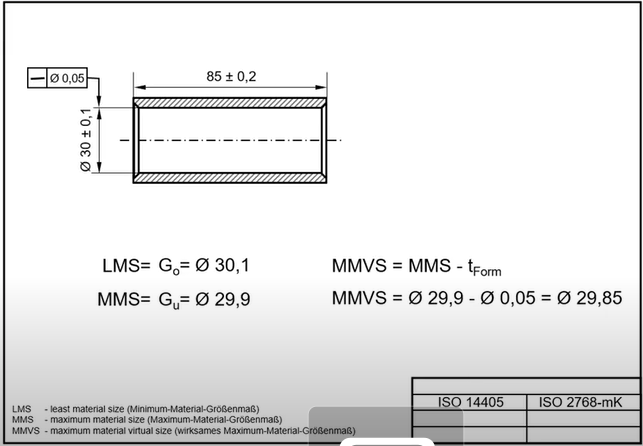 85 ± 0,2
— Ø 0,05
Ø 30 ± 0,1
LMS= Go= Ø 30,1
MMS= Gu= Ø 29,9
MMVS = MMS - tForm
MMVS = Ø 29,9 - Ø 0,05 = Ø 29,85
LMS - least material size (Minimum-Material-Größenmaß)
MMS - maximum material size (Maximum-Material-Größenmaß)
MMVS - maximum material virtual size (wirksames Maximum-Material-Größenmaß)
ISO 14405
ISO 2768-mK